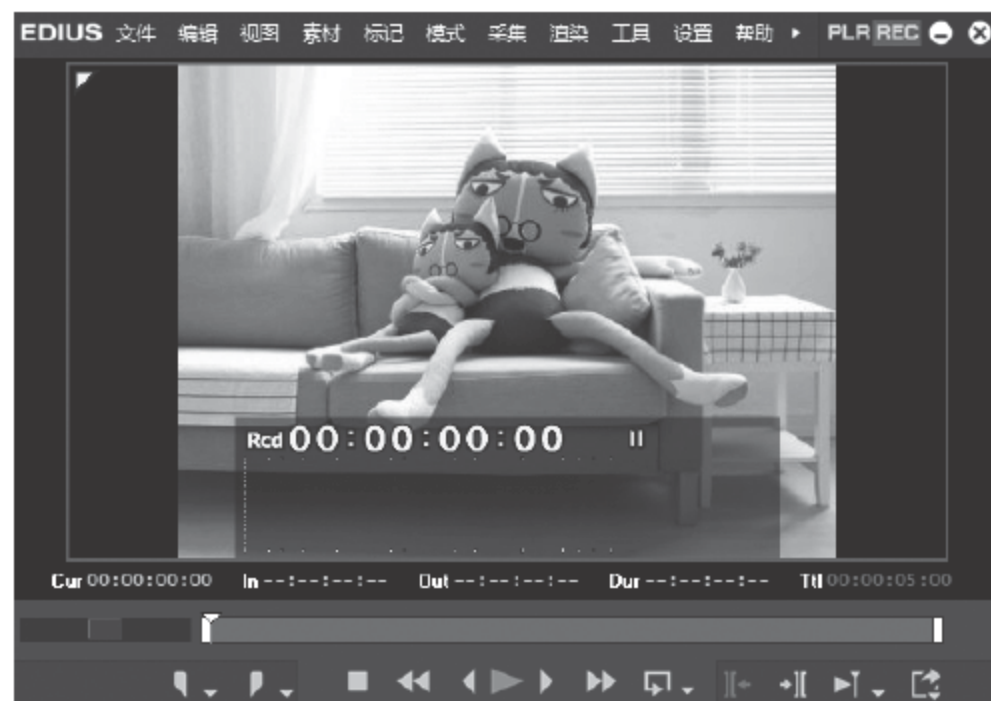 EDIUS 文件 编辑 视图 素材 标记 模式 采集 渲染 工具 设置 帮助 PLR REC
Rcd 00:00:00:00
Cur 00:00:00:00 In --:--:--:-- Out --:--:--:-- Dur --:--:--:-- Ttl 00:00:05:00